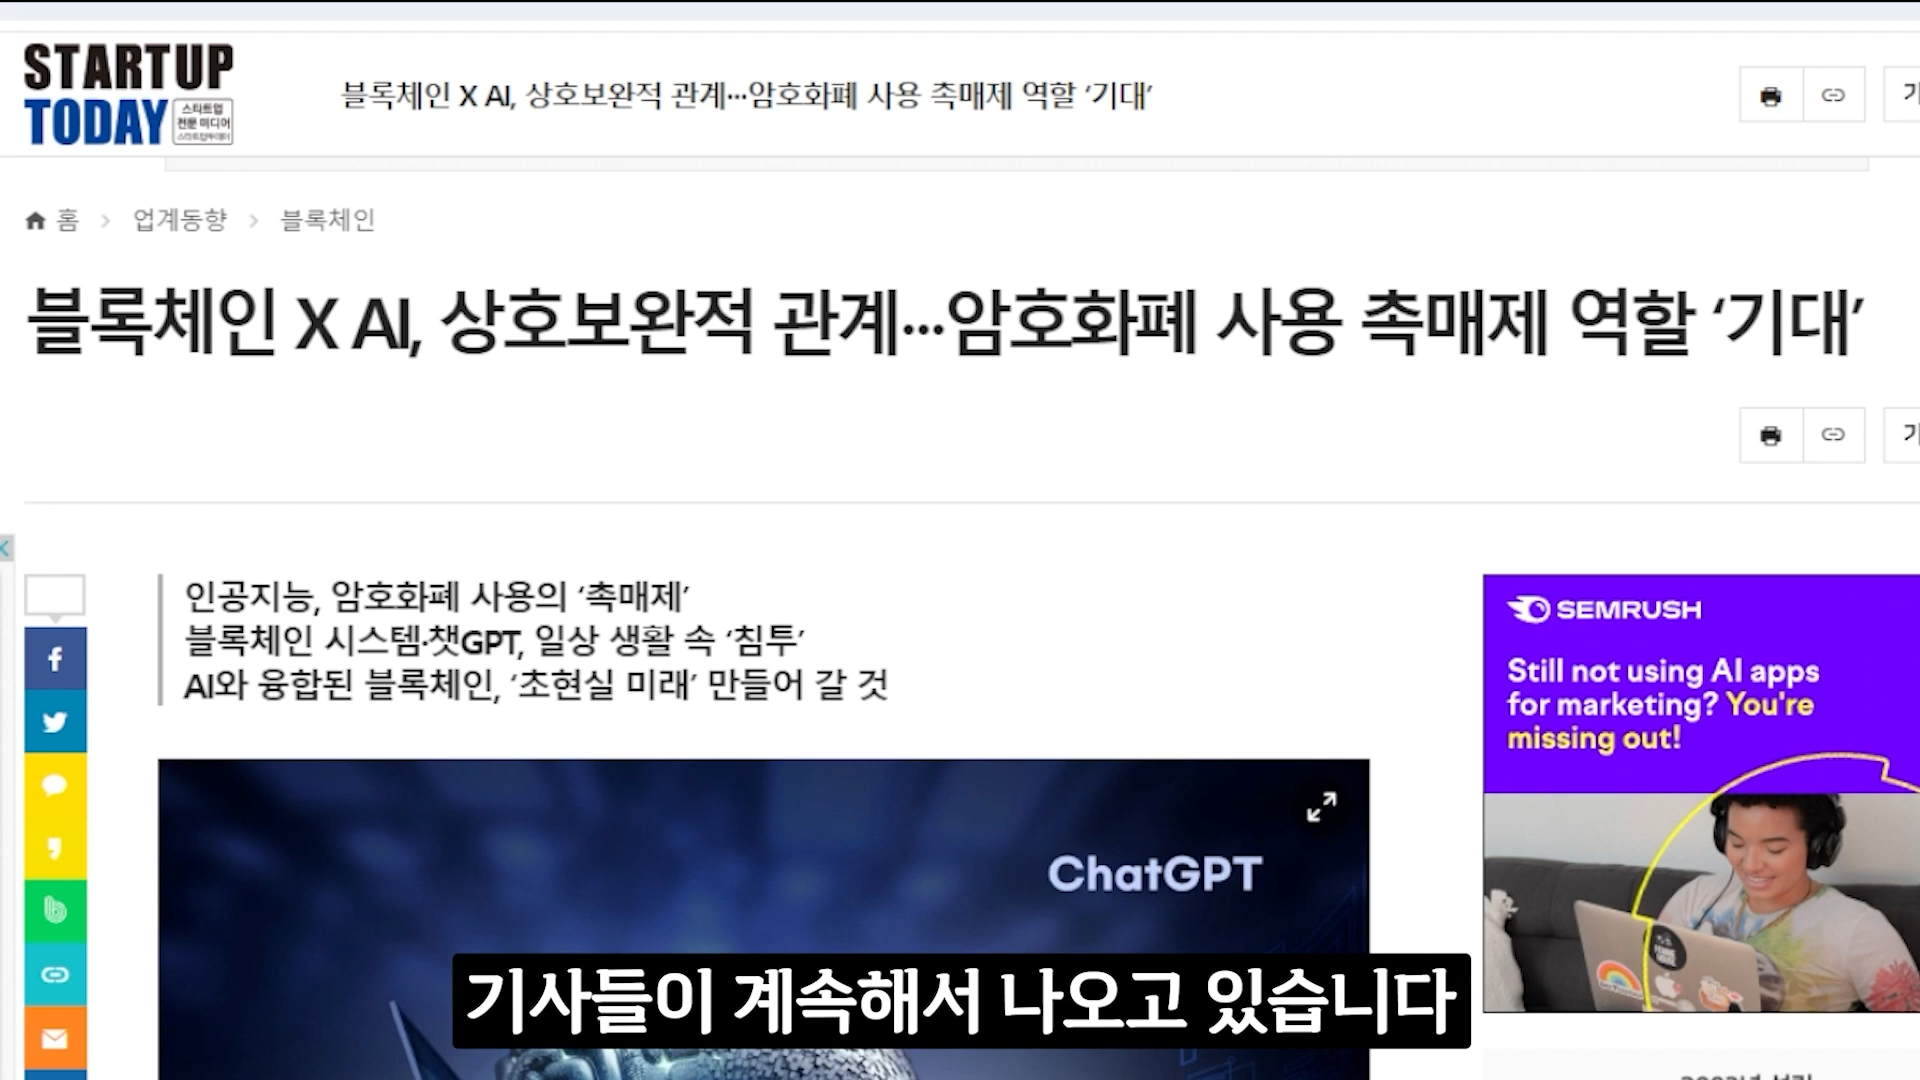 STARTUP
TODAY
스타트업
전문 미디어
스타트업투데이
블록체인 X AI, 상호보완적 관계…암호화폐 사용 촉매제 역할 ‘기대’
홈 > 업계동향 > 블록체인
블록체인 X AI, 상호보완적 관계…암호화폐 사용 촉매제 역할 ‘기대’
인공지능, 암호화폐 사용의 ‘촉매제’
블록체인 시스템·챗GPT, 일상 생활 속 ‘침투’
AI와 융합된 블록체인, ‘초현실 미래’ 만들어 갈 것
SEMRUSH
Still not using AI apps
for marketing? You're
missing out!
ChatGPT
기사들이 계속해서 나오고 있습니다